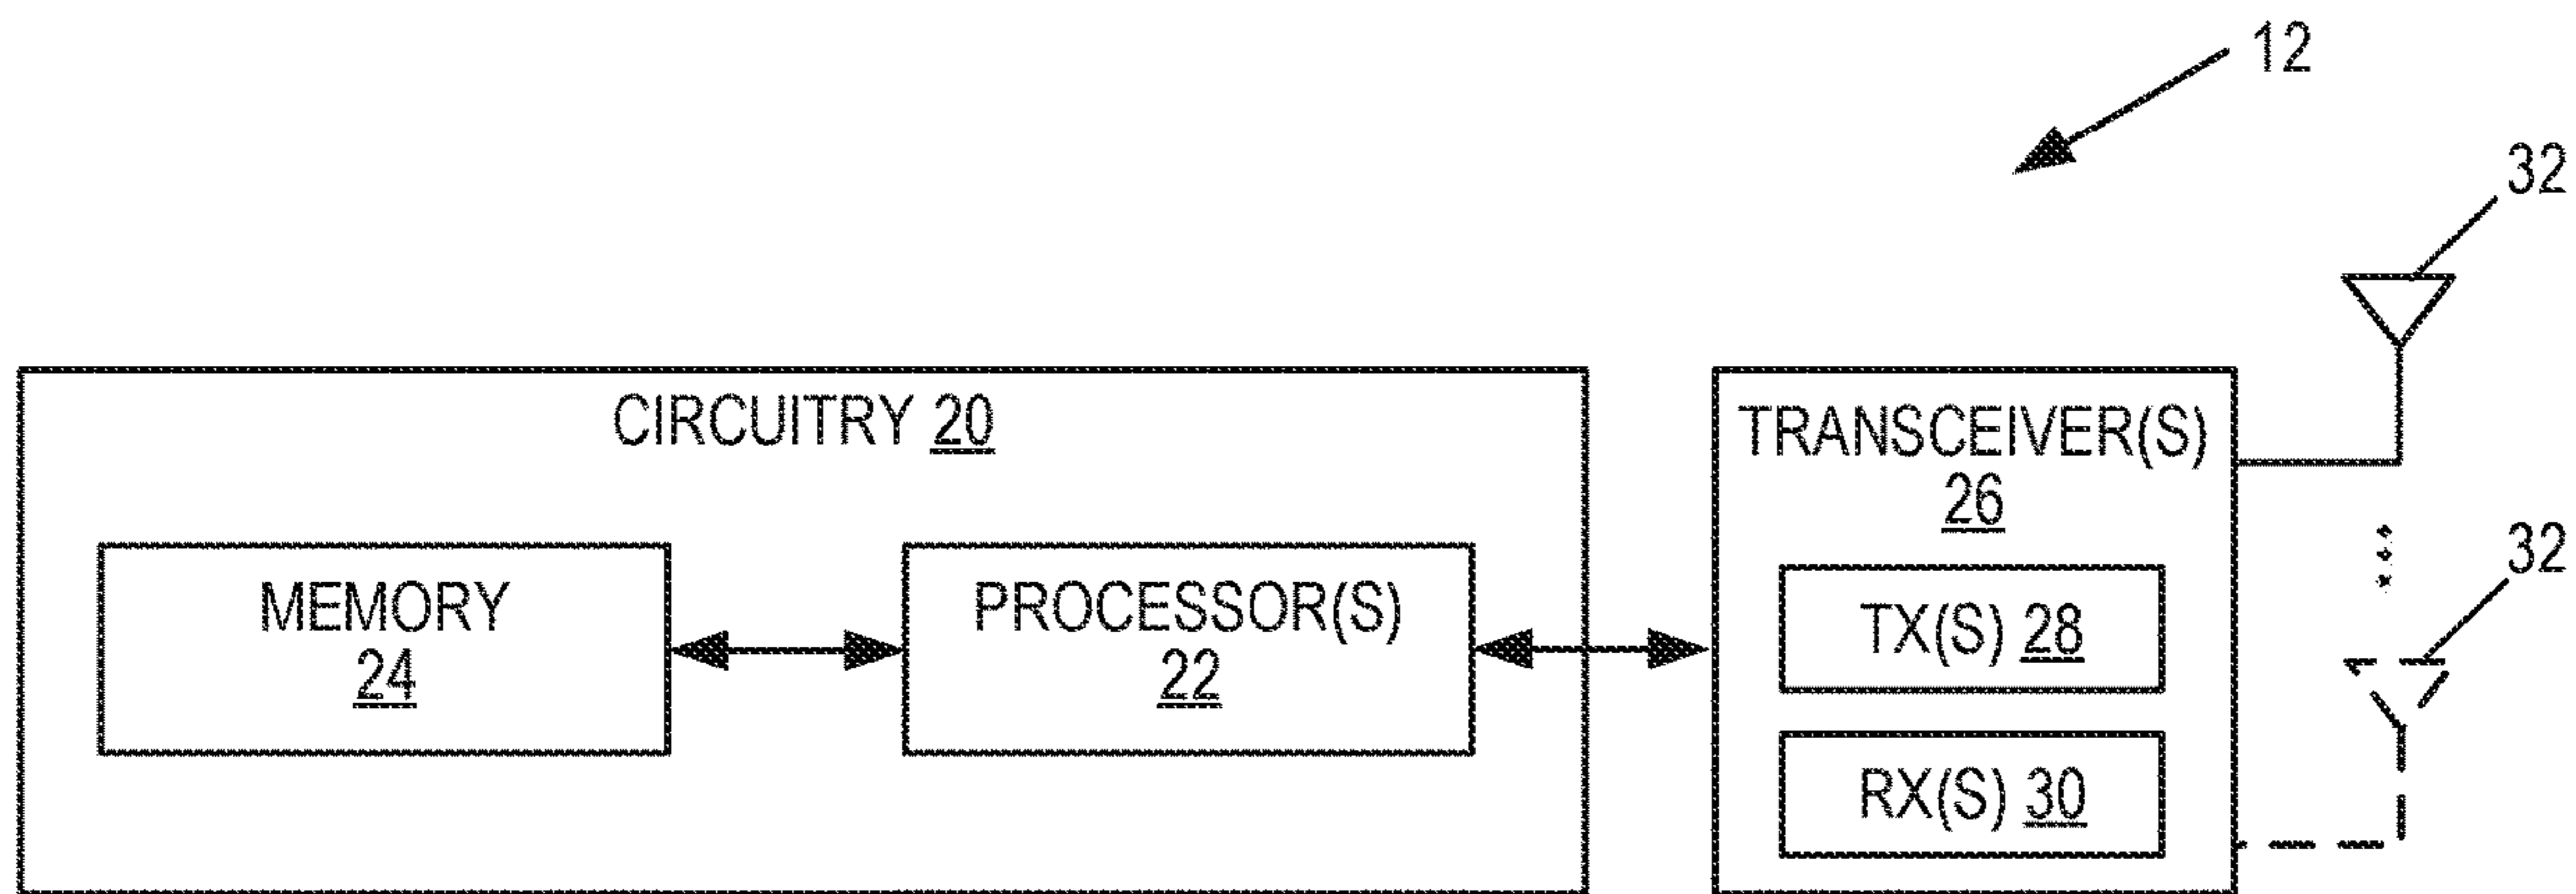 12
32
CIRCUITRY 20
TRANSCEIVER(S)
26
32
MEMORY
24
PROCESSOR(S)
22
TX(S) 28
RX(S) 30